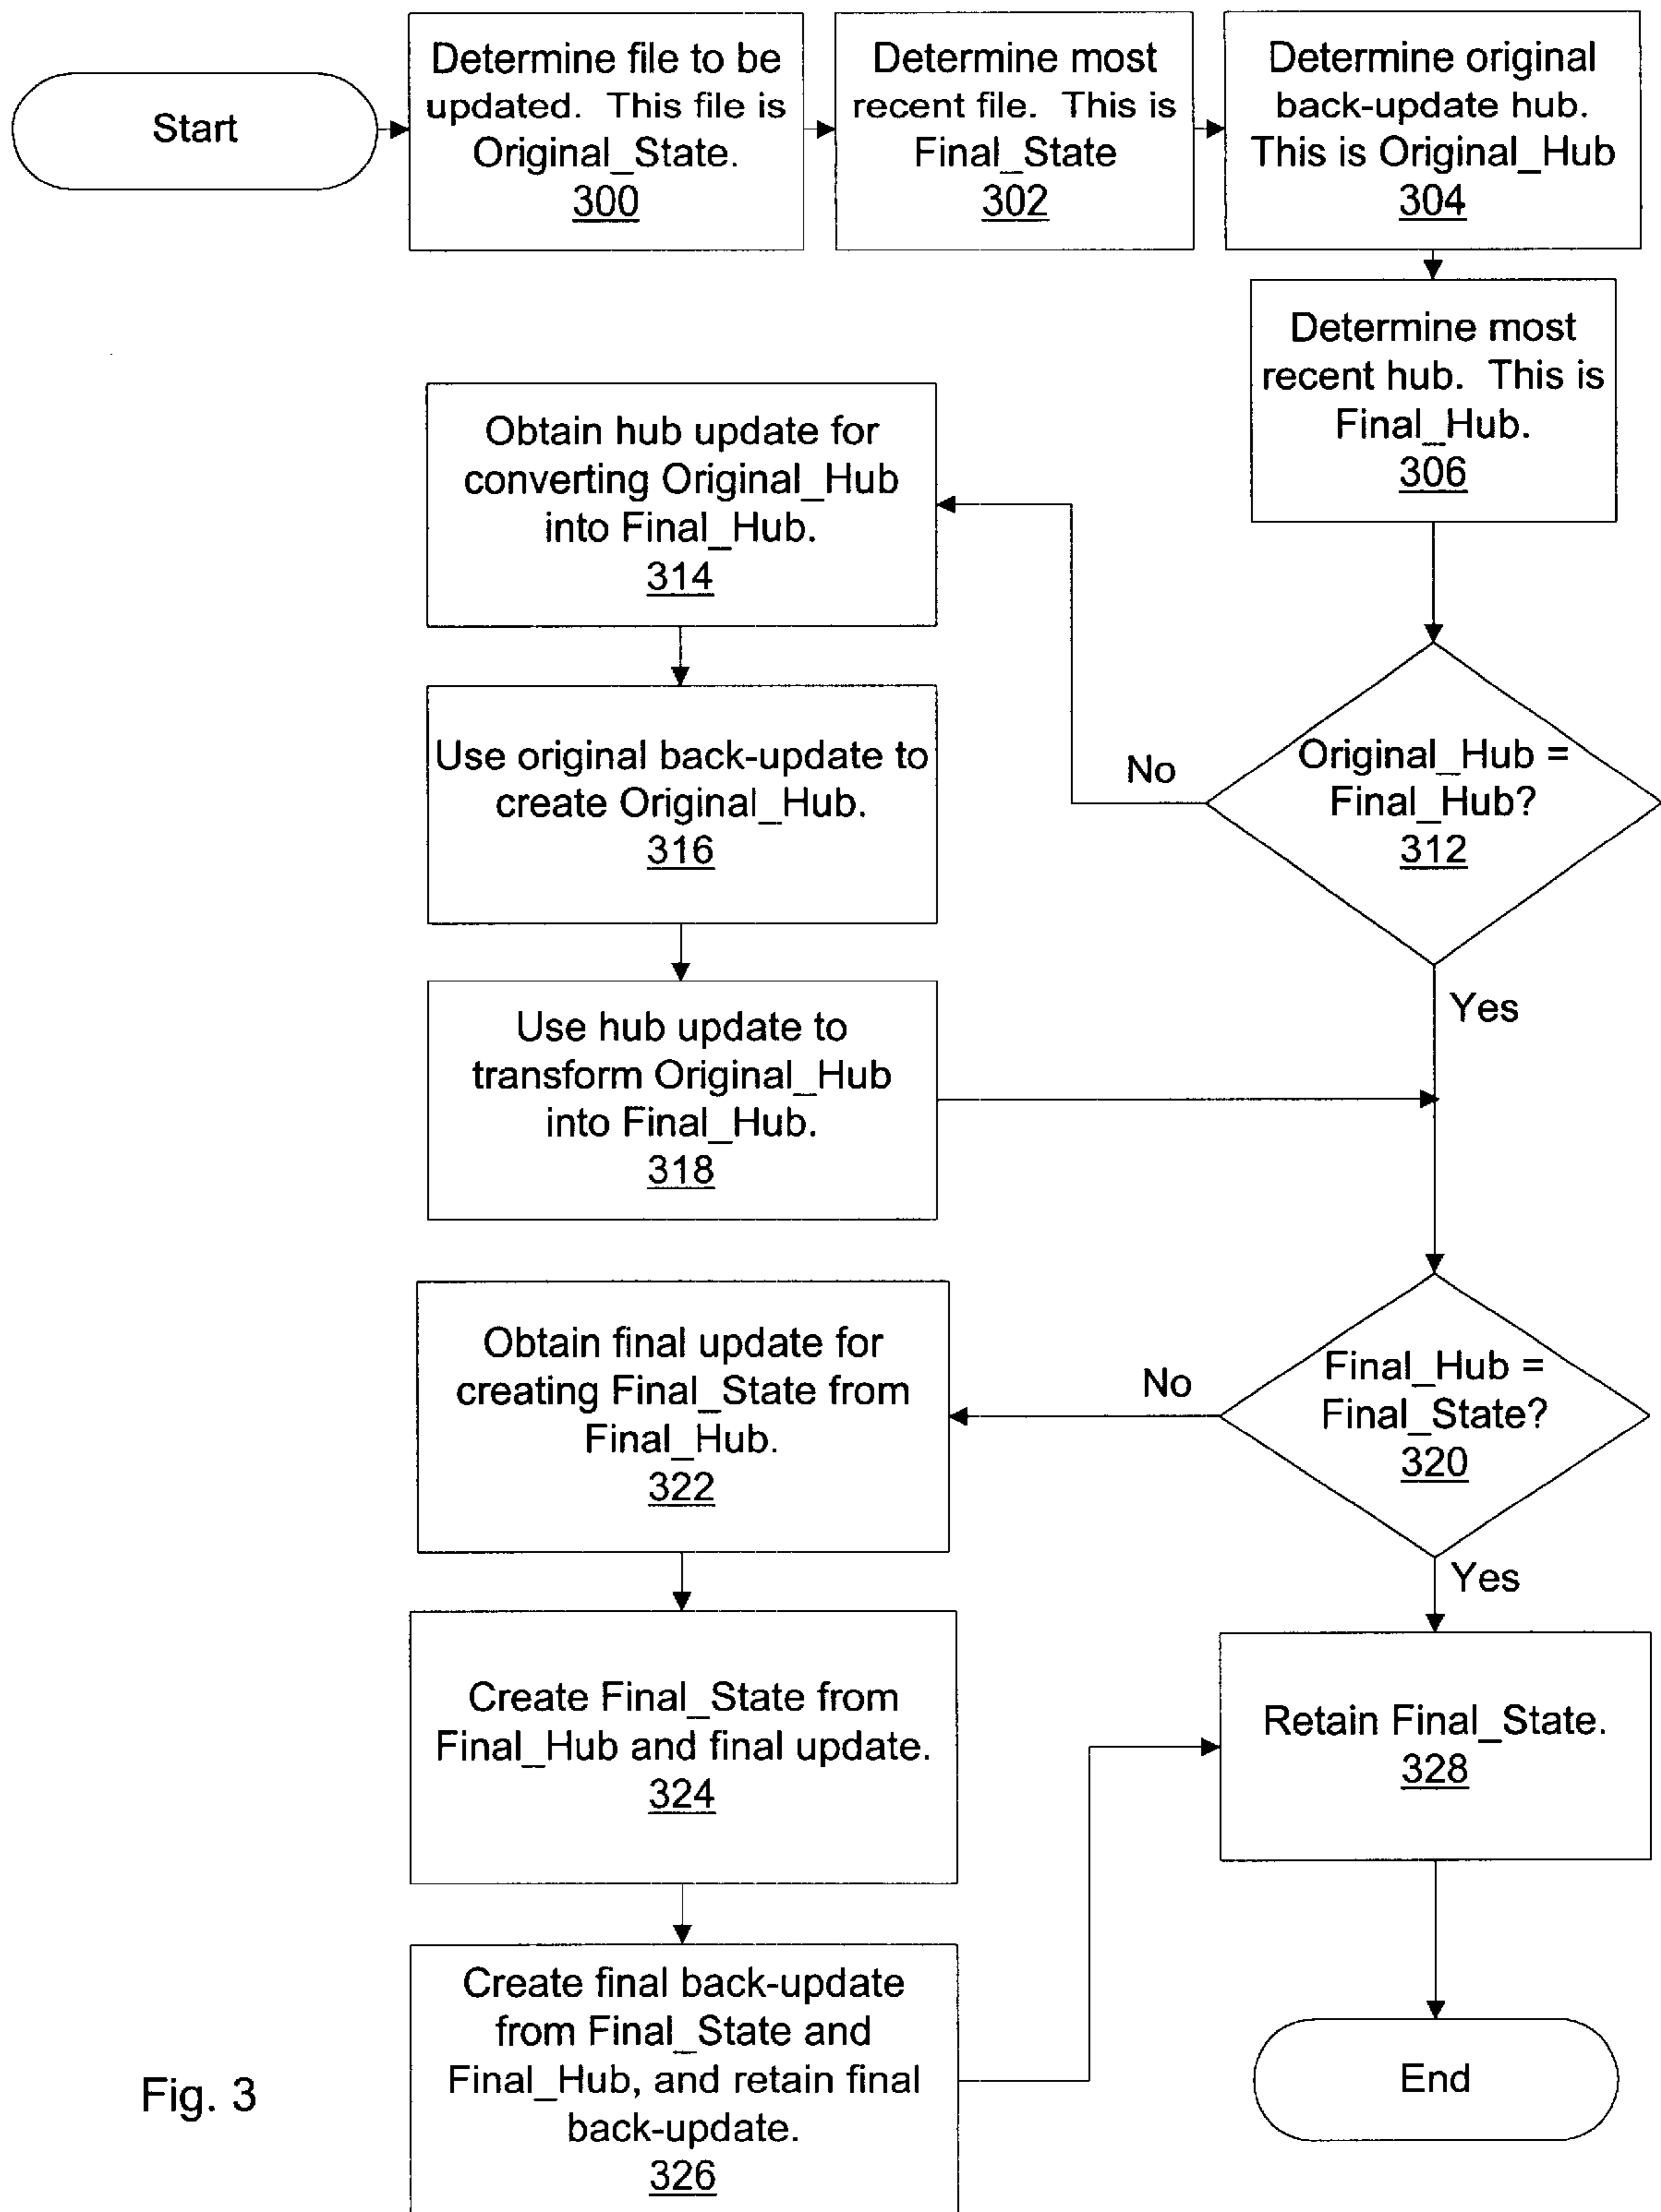 Start
Determine file to be
updated. This file is
Original_State.
300
Determine most
recent file. This is
Final_State
302
Determine original
back-update hub.
This is Original_Hub
304
Determine most
recent hub. This is
Final_Hub.
306
Original_Hub =
Final_Hub?
312
No
Yes
Obtain hub update for
converting Original_Hub
into Final_Hub.
314
Use original back-update to
create Original_Hub.
316
Use hub update to
transform Original_Hub
into Final_Hub.
318
Final_Hub =
Final_State?
320
No
Yes
Obtain final update for
creating Final_State from
Final_Hub.
322
Create Final_State from
Final_Hub and final update.
324
Create final back-update
from Final_State and
Final_Hub, and retain final
back-update.
326
Retain Final_State.
328
End
Fig. 3